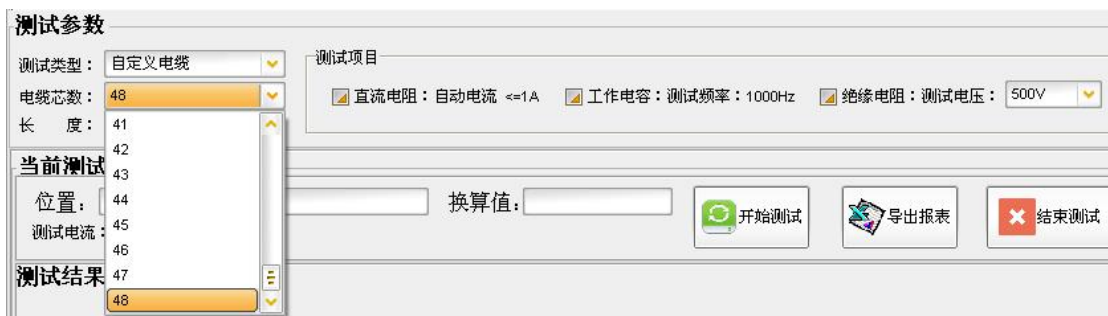 测试参数
测试类型： 自定义电缆
测试项目
电缆芯数： 48
直流电阻：自动电流 <=1A 工作电容：测试频率：1000Hz 绝缘电阻：测试电压： 500V
长 度：
41
42
43
44
45
46
47
48
当前测试
位置： 换算值：
开始测试 导出报表 结束测试
测试电流：
测试结果